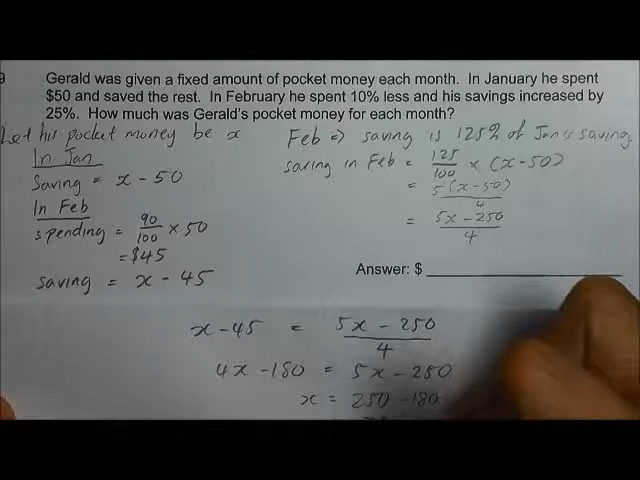 9 Gerald was given a fixed amount of pocket money each month. In January he spent
$50 and saved the rest. In February he spent 10% less and his savings increased by
25%. How much was Gerald's pocket money for each month?
Let his pocket money be x
In Jan
Saving = x - 50
In Feb
spending = 90/100 × 50
= $45
saving = x - 45
Feb => saving is 125% of Jan's saving.
saving in Feb = 125/100 × (x - 50)
= 5(x - 50)/4
= 5x - 250/4
Answer: $
x - 45 = 5x - 250/4
4x - 180 = 5x - 250
x = 250 - 180